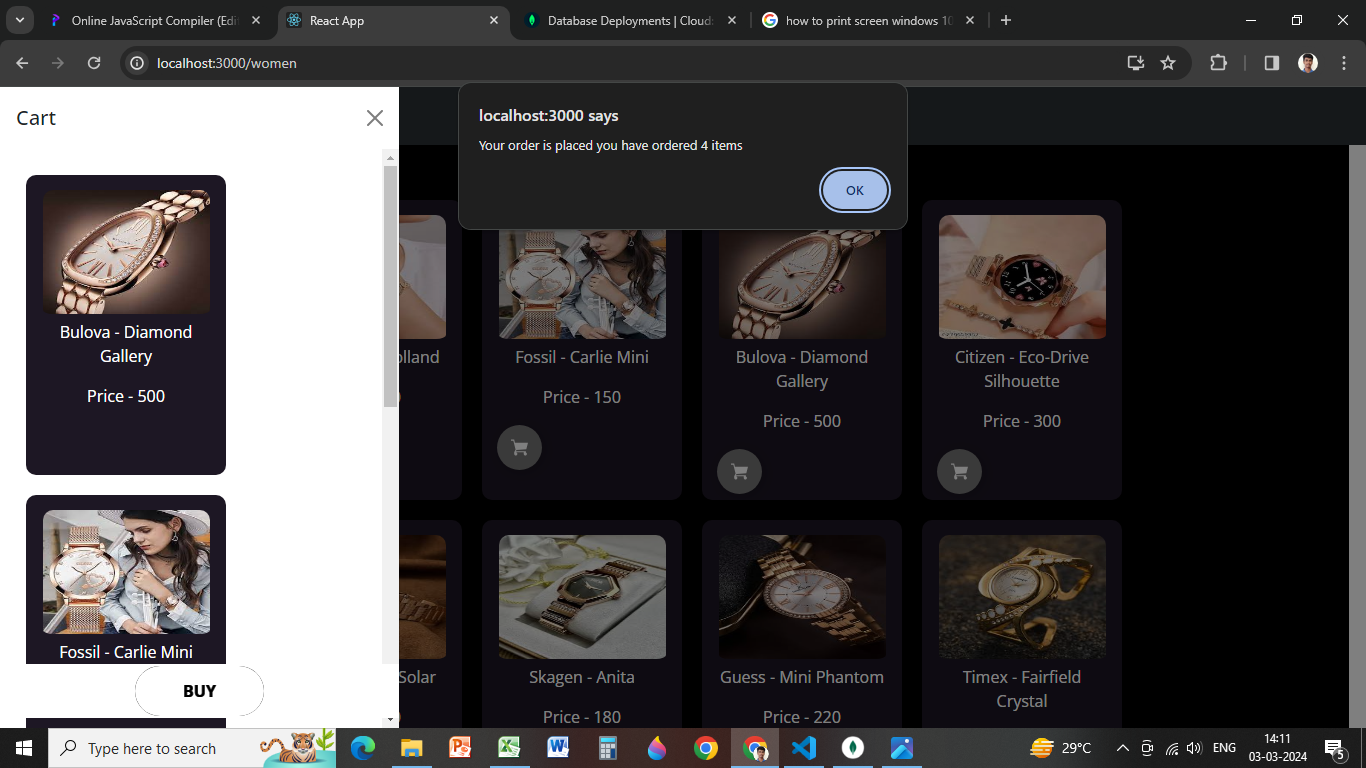 Online JavaScript Compiler (Edi
React App
Database Deployments | Cloud:
how to print screen windows 10
localhost:3000/women
Cart
localhost:3000 says
Your order is placed you have ordered 4 items
OK
Bulova - Diamond
Gallery
Price - 500
Fossil - Carlie Mini
BUY
olland
Fossil - Carlie Mini
Price - 150
Bulova - Diamond
Gallery
Price - 500
Citizen - Eco-Drive
Silhouette
Price - 300
Solar
Skagen - Anita
Price - 180
Guess - Mini Phantom
Price - 220
Timex - Fairfield
Crystal
Type here to search
29°C
ENG
14:11
03-03-2024
5